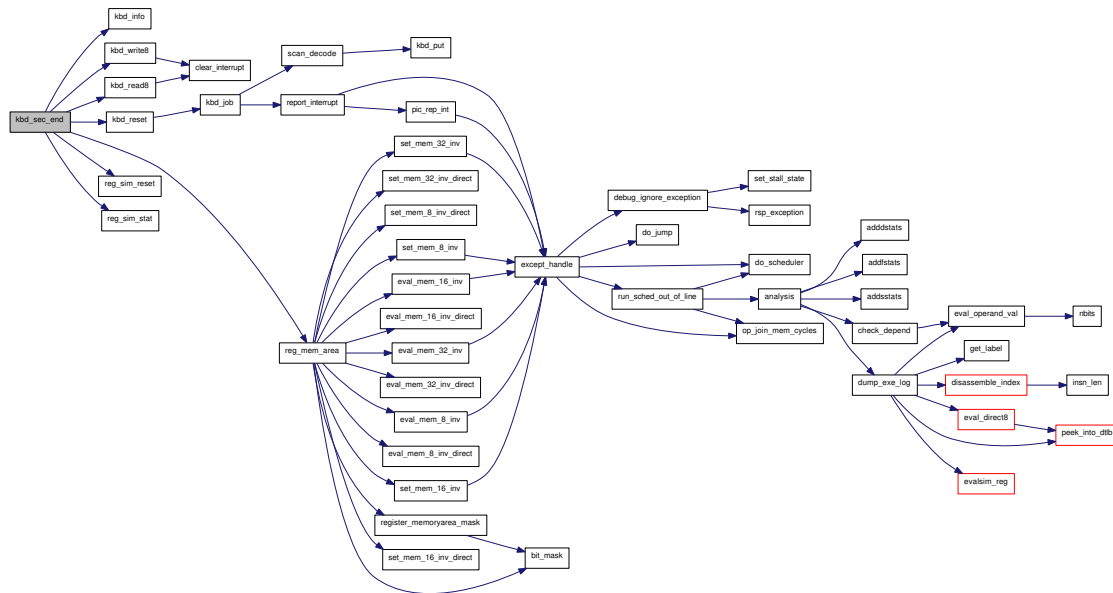 kbd_info
kbd_write8
kbd_read8
clear_interrupt
kbd_sec_end
kbd_reset
kbd_job
scan_decode
kbd_put
report_interrupt
pic_rep_int
reg_sim_reset
reg_sim_stat
reg_mem_area
set_mem_32_inv
set_mem_32_inv_direct
set_mem_8_inv_direct
set_mem_8_inv
eval_mem_16_inv
eval_mem_16_inv_direct
eval_mem_32_inv
eval_mem_32_inv_direct
eval_mem_8_inv
eval_mem_8_inv_direct
set_mem_16_inv
register_memoryarea_mask
set_mem_16_inv_direct
bit_mask
except_handle
debug_ignore_exception
set_stall_state
rsp_exception
do_jump
do_scheduler
run_sched_out_of_line
op_join_mem_cycles
analysis
adddstats
addfstats
addsstats
check_depend
dump_exe_log
eval_operand_val
nbits
get_label
disassemble_index
insn_len
eval_direct8
peek_into_dtlb
evalsim_reg